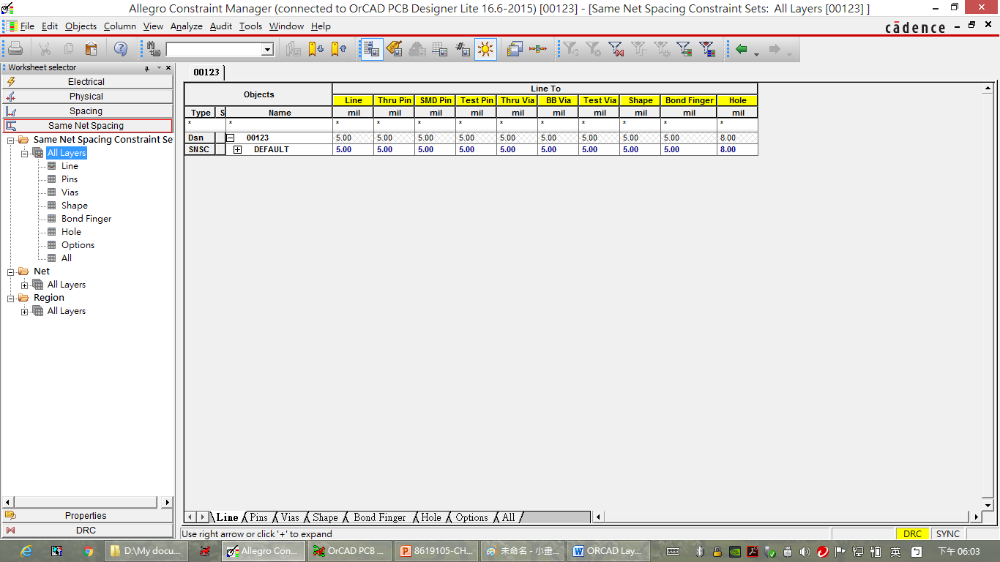 Allegro Constraint Manager (connected to OrCAD PCB Designer Lite 16.6-2015) [00123] - [Same Net Spacing Constraint Sets: All Layers [00123] ]
File Edit Objects Column View Analyze Audit Tools Window Help
cādence
Worksheet selector
Electrical
Physical
Spacing
Same Net Spacing
Same Net Spacing Constraint Se
All Layers
Line
Pins
Vias
Shape
Bond Finger
Hole
Options
All
Net
All Layers
Region
All Layers
Properties
DRC
00123
Objects Line To
Line Thru Pin SMD Pin Test Pin Thru Via BB Via Test Via Shape Bond Finger Hole
Type S Name mil mil mil mil mil mil mil mil mil mil
* * * * * * * * * * * *
Dsn 00123 5.00 5.00 5.00 5.00 5.00 5.00 5.00 5.00 5.00 8.00
SNSC DEFAULT 5.00 5.00 5.00 5.00 5.00 5.00 5.00 5.00 5.00 8.00
Line Pins Vias Shape Bond Finger Hole Options All
Use right arrow or click '+' to expand
DRC SYNC
D:\My docu... Allegro Con... OrCAD PCB ... 8619105-CH... 未命名 - 小畫... ORCAD Lay... 英 下午 06:03